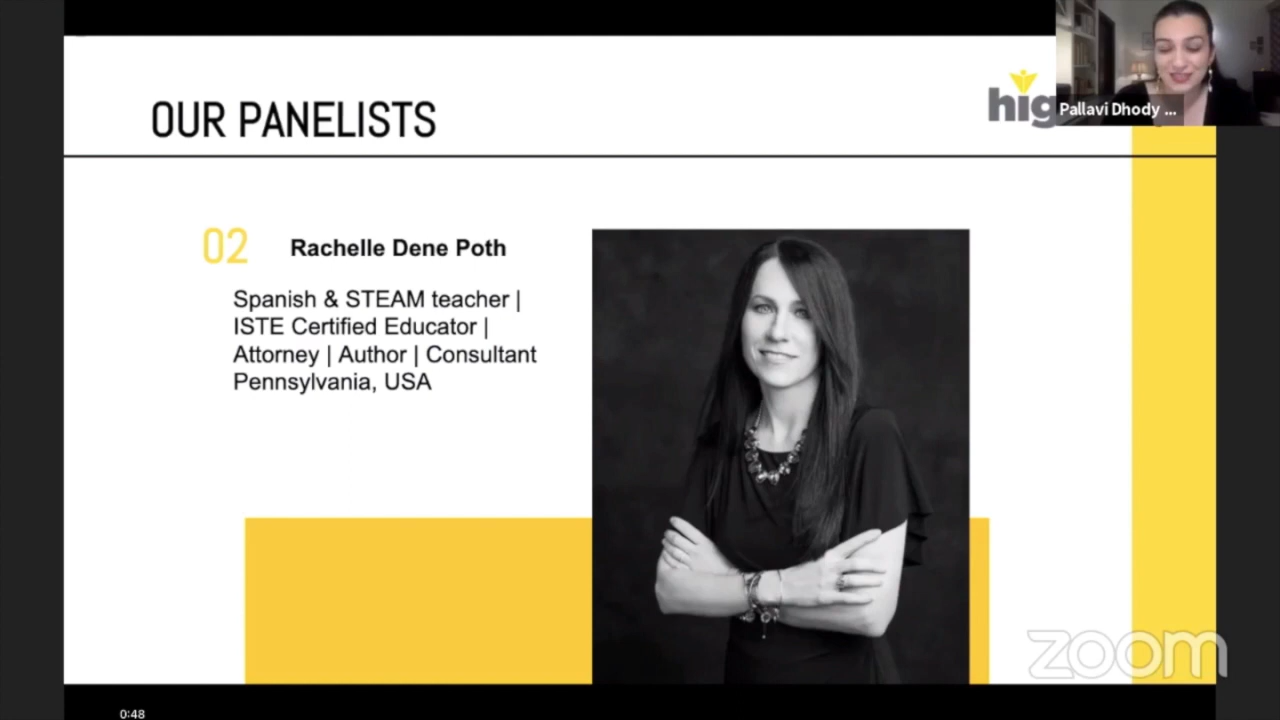 OUR PANELISTS
hig
Pallavi Dhody ...
02
Rachelle Dene Poth
Spanish & STEAM teacher |
ISTE Certified Educator |
Attorney | Author | Consultant
Pennsylvania, USA
zoom
0:48